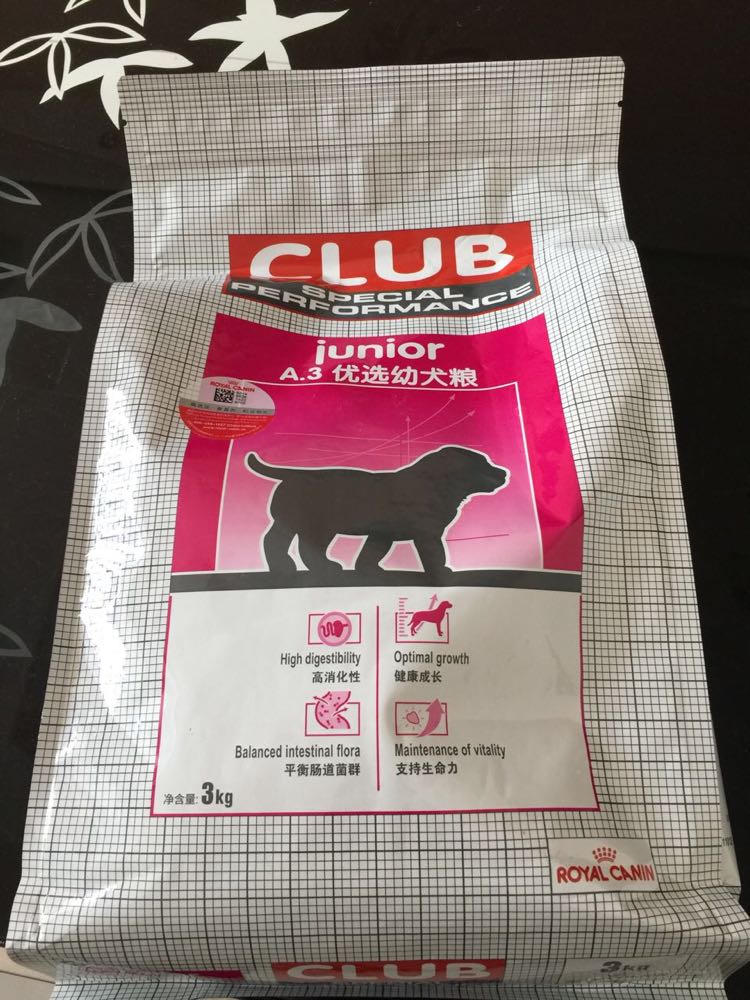 CLUB
SPECIAL
PERFORMANCE
junior
A.3 优选幼犬粮
ROYAL CANIN
High digestibility
高消化性
Optimal growth
健康成长
Balanced intestinal flora
平衡肠道菌群
Maintenance of vitality
支持生命力
净含量: 3kg
ROYAL CANIN
CLUB
3kg